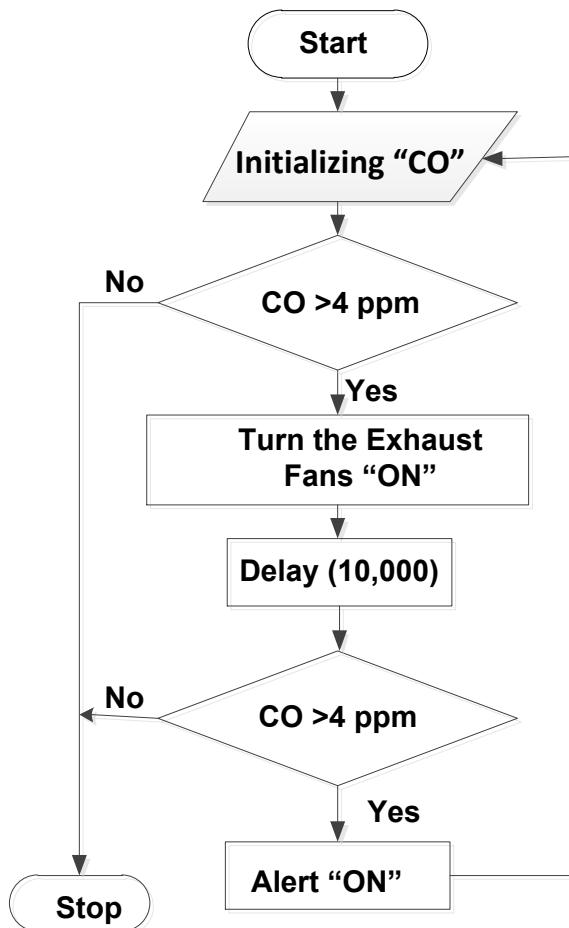 Start
Initializing “CO”
No
CO >4 ppm
Yes
Turn the Exhaust
Fans “ON”
Delay (10,000)
No
CO >4 ppm
Yes
Alert “ON”
Stop